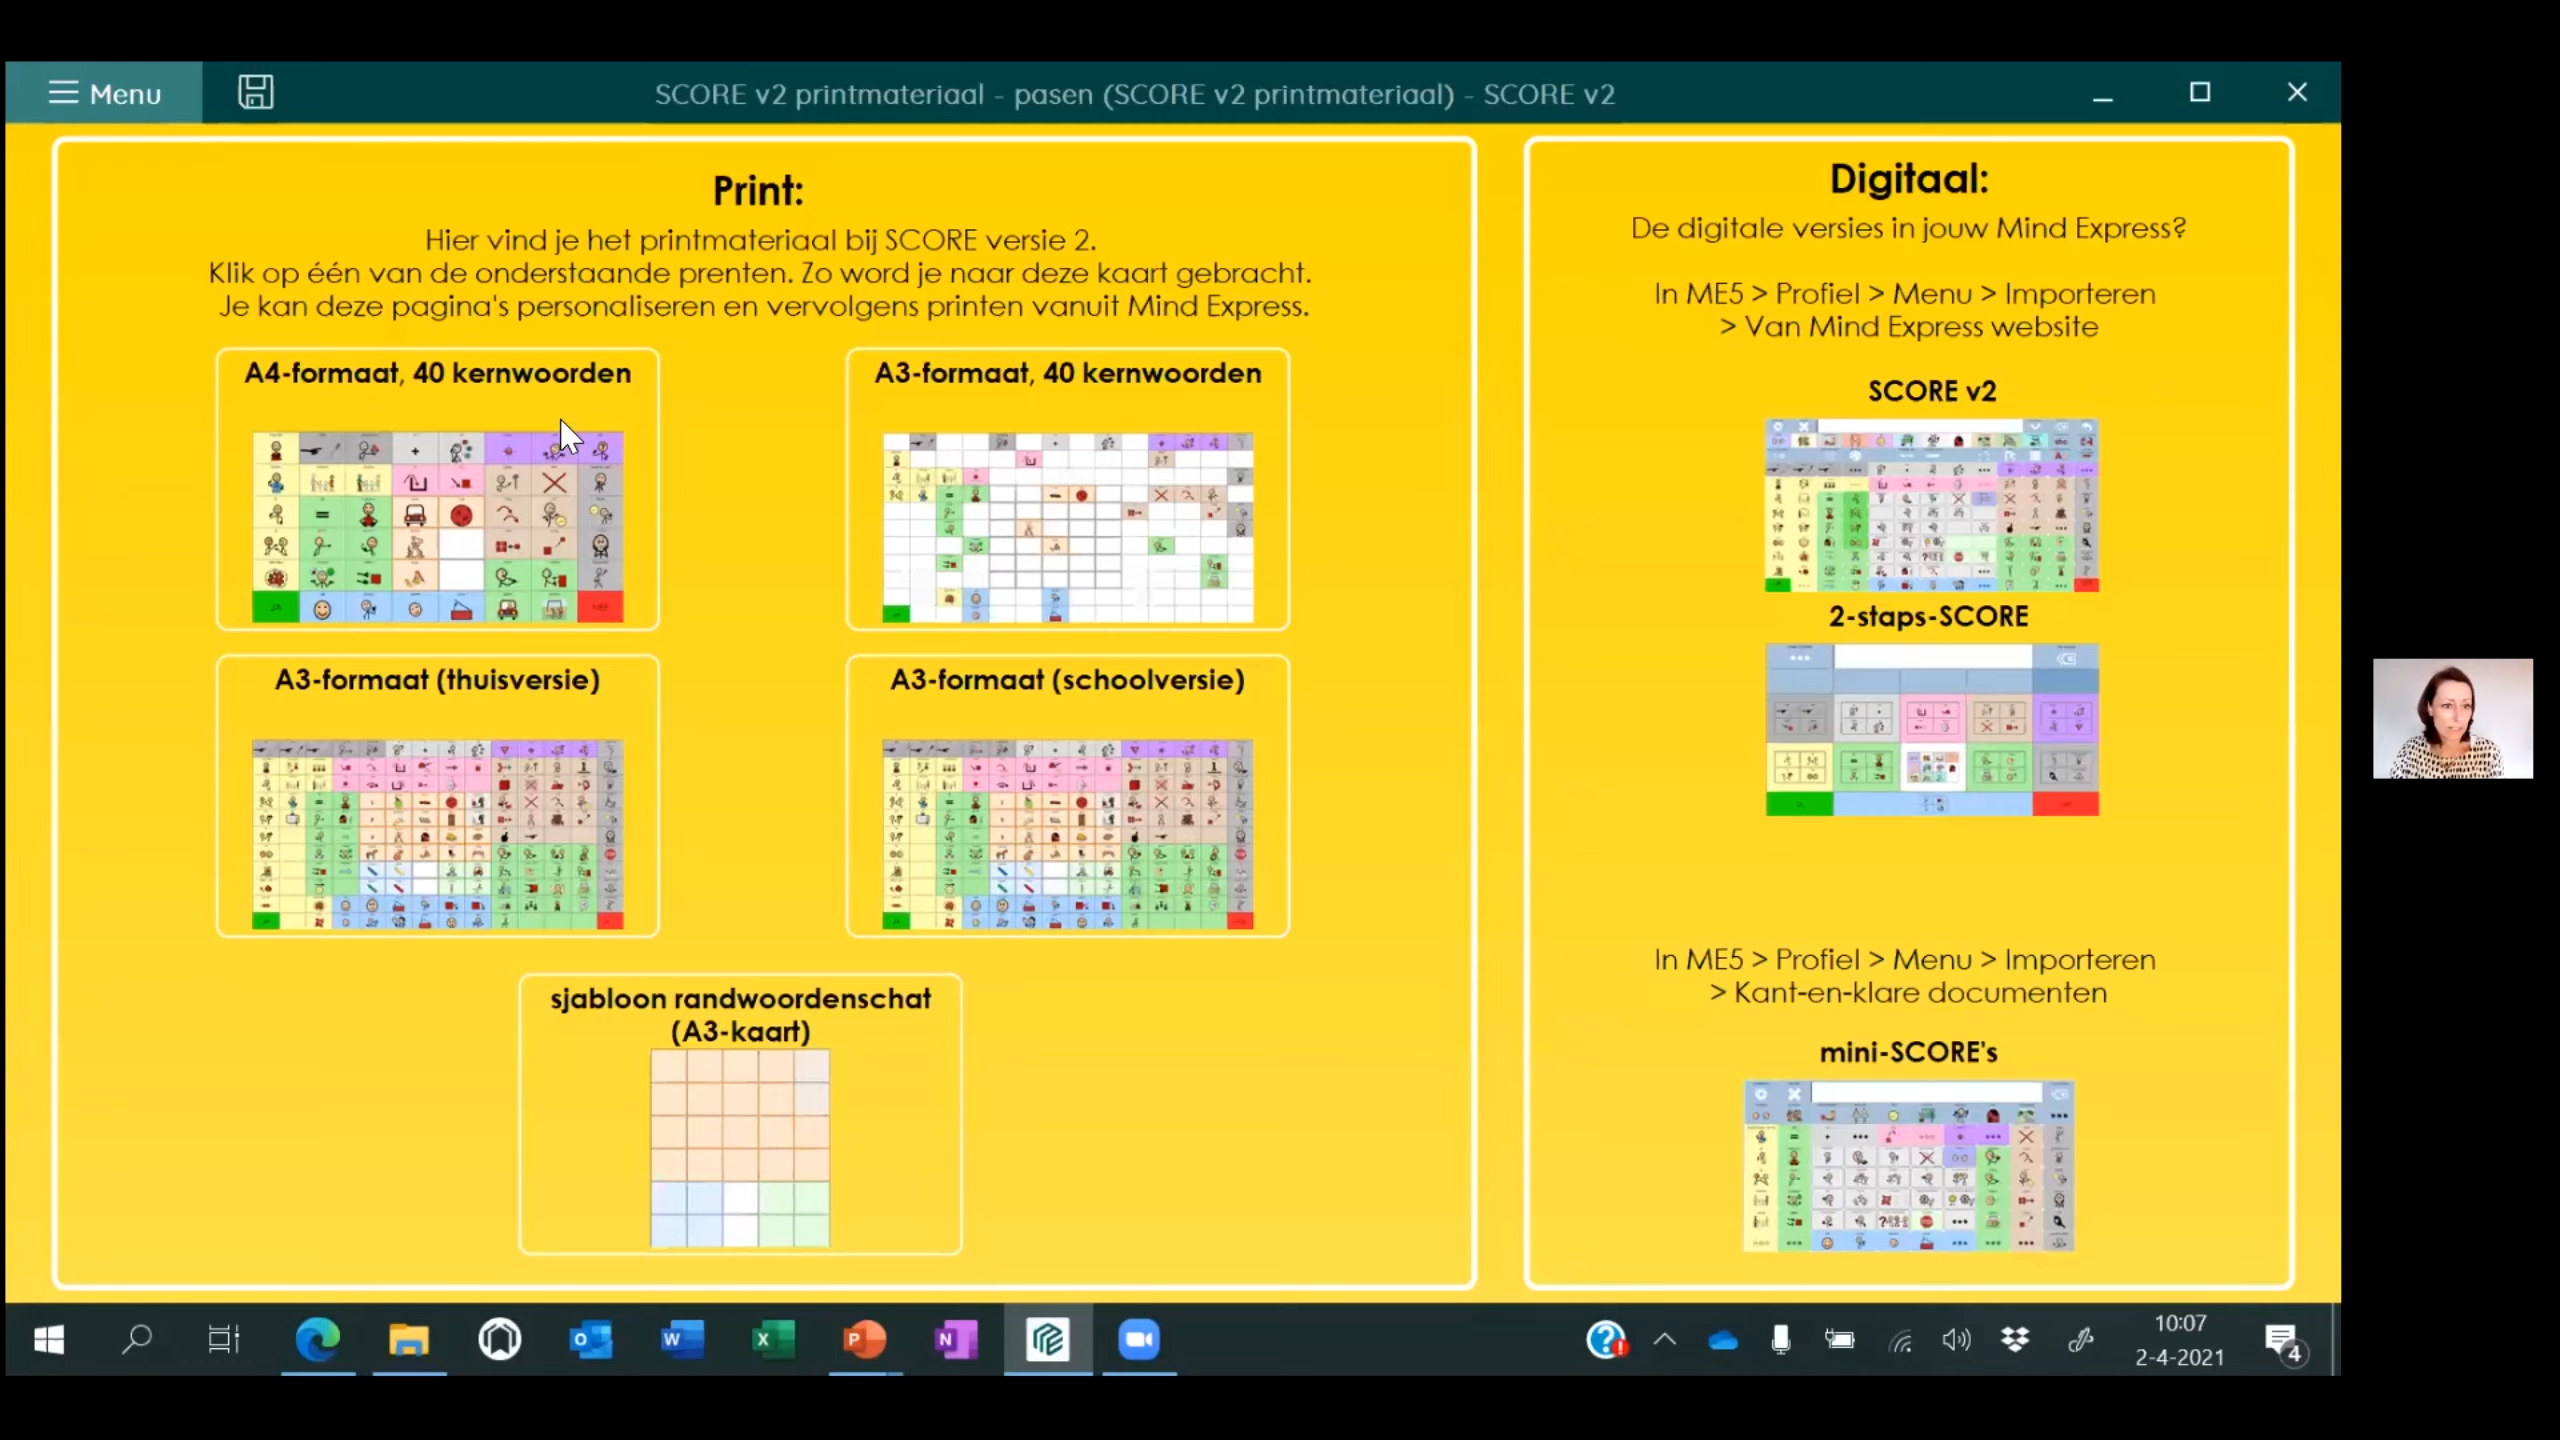 Menu
SCORE v2 printmateriaal - pasen (SCORE v2 printmateriaal) - SCORE v2
Print:
Hier vind je het printmateriaal bij SCORE versie 2.
Klik op één van de onderstaande prenten. Zo word je naar deze kaart gebracht.
Je kan deze pagina's personaliseren en vervolgens printen vanuit Mind Express.
A4-formaat, 40 kernwoorden
JA
NEE
A3-formaat, 40 kernwoorden
A3-formaat (thuisversie)
A3-formaat (schoolversie)
sjabloon randwoordenschat
(A3-kaart)
Digitaal:
De digitale versies in jouw Mind Express?
In ME5 > Profiel > Menu > Importeren
> Van Mind Express website
SCORE v2
2-staps-SCORE
In ME5 > Profiel > Menu > Importeren
> Kant-en-klare documenten
mini-SCORE's
10:07
2-4-2021
4